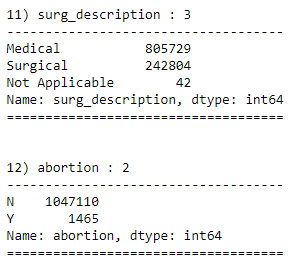 11) surg_description : 3
-----------------------------------
Medical           805729
Surgical          242804
Not Applicable        42
Name: surg_description, dtype: int64
===================================
12) abortion : 2
-----------------------------------
N    1047110
Y       1465
Name: abortion, dtype: int64
===================================